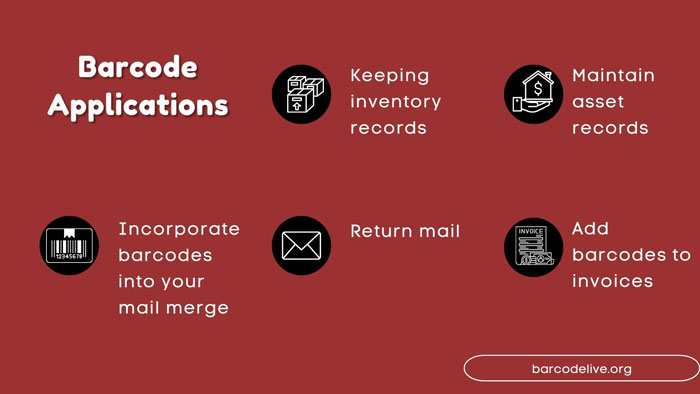 Barcode
Applications
Keeping
inventory
records
Maintain
asset
records
Incorporate
barcodes
into your
mail merge
12345678
Return mail
INVOICE
Add
barcodes to
invoices
barcodelive.org